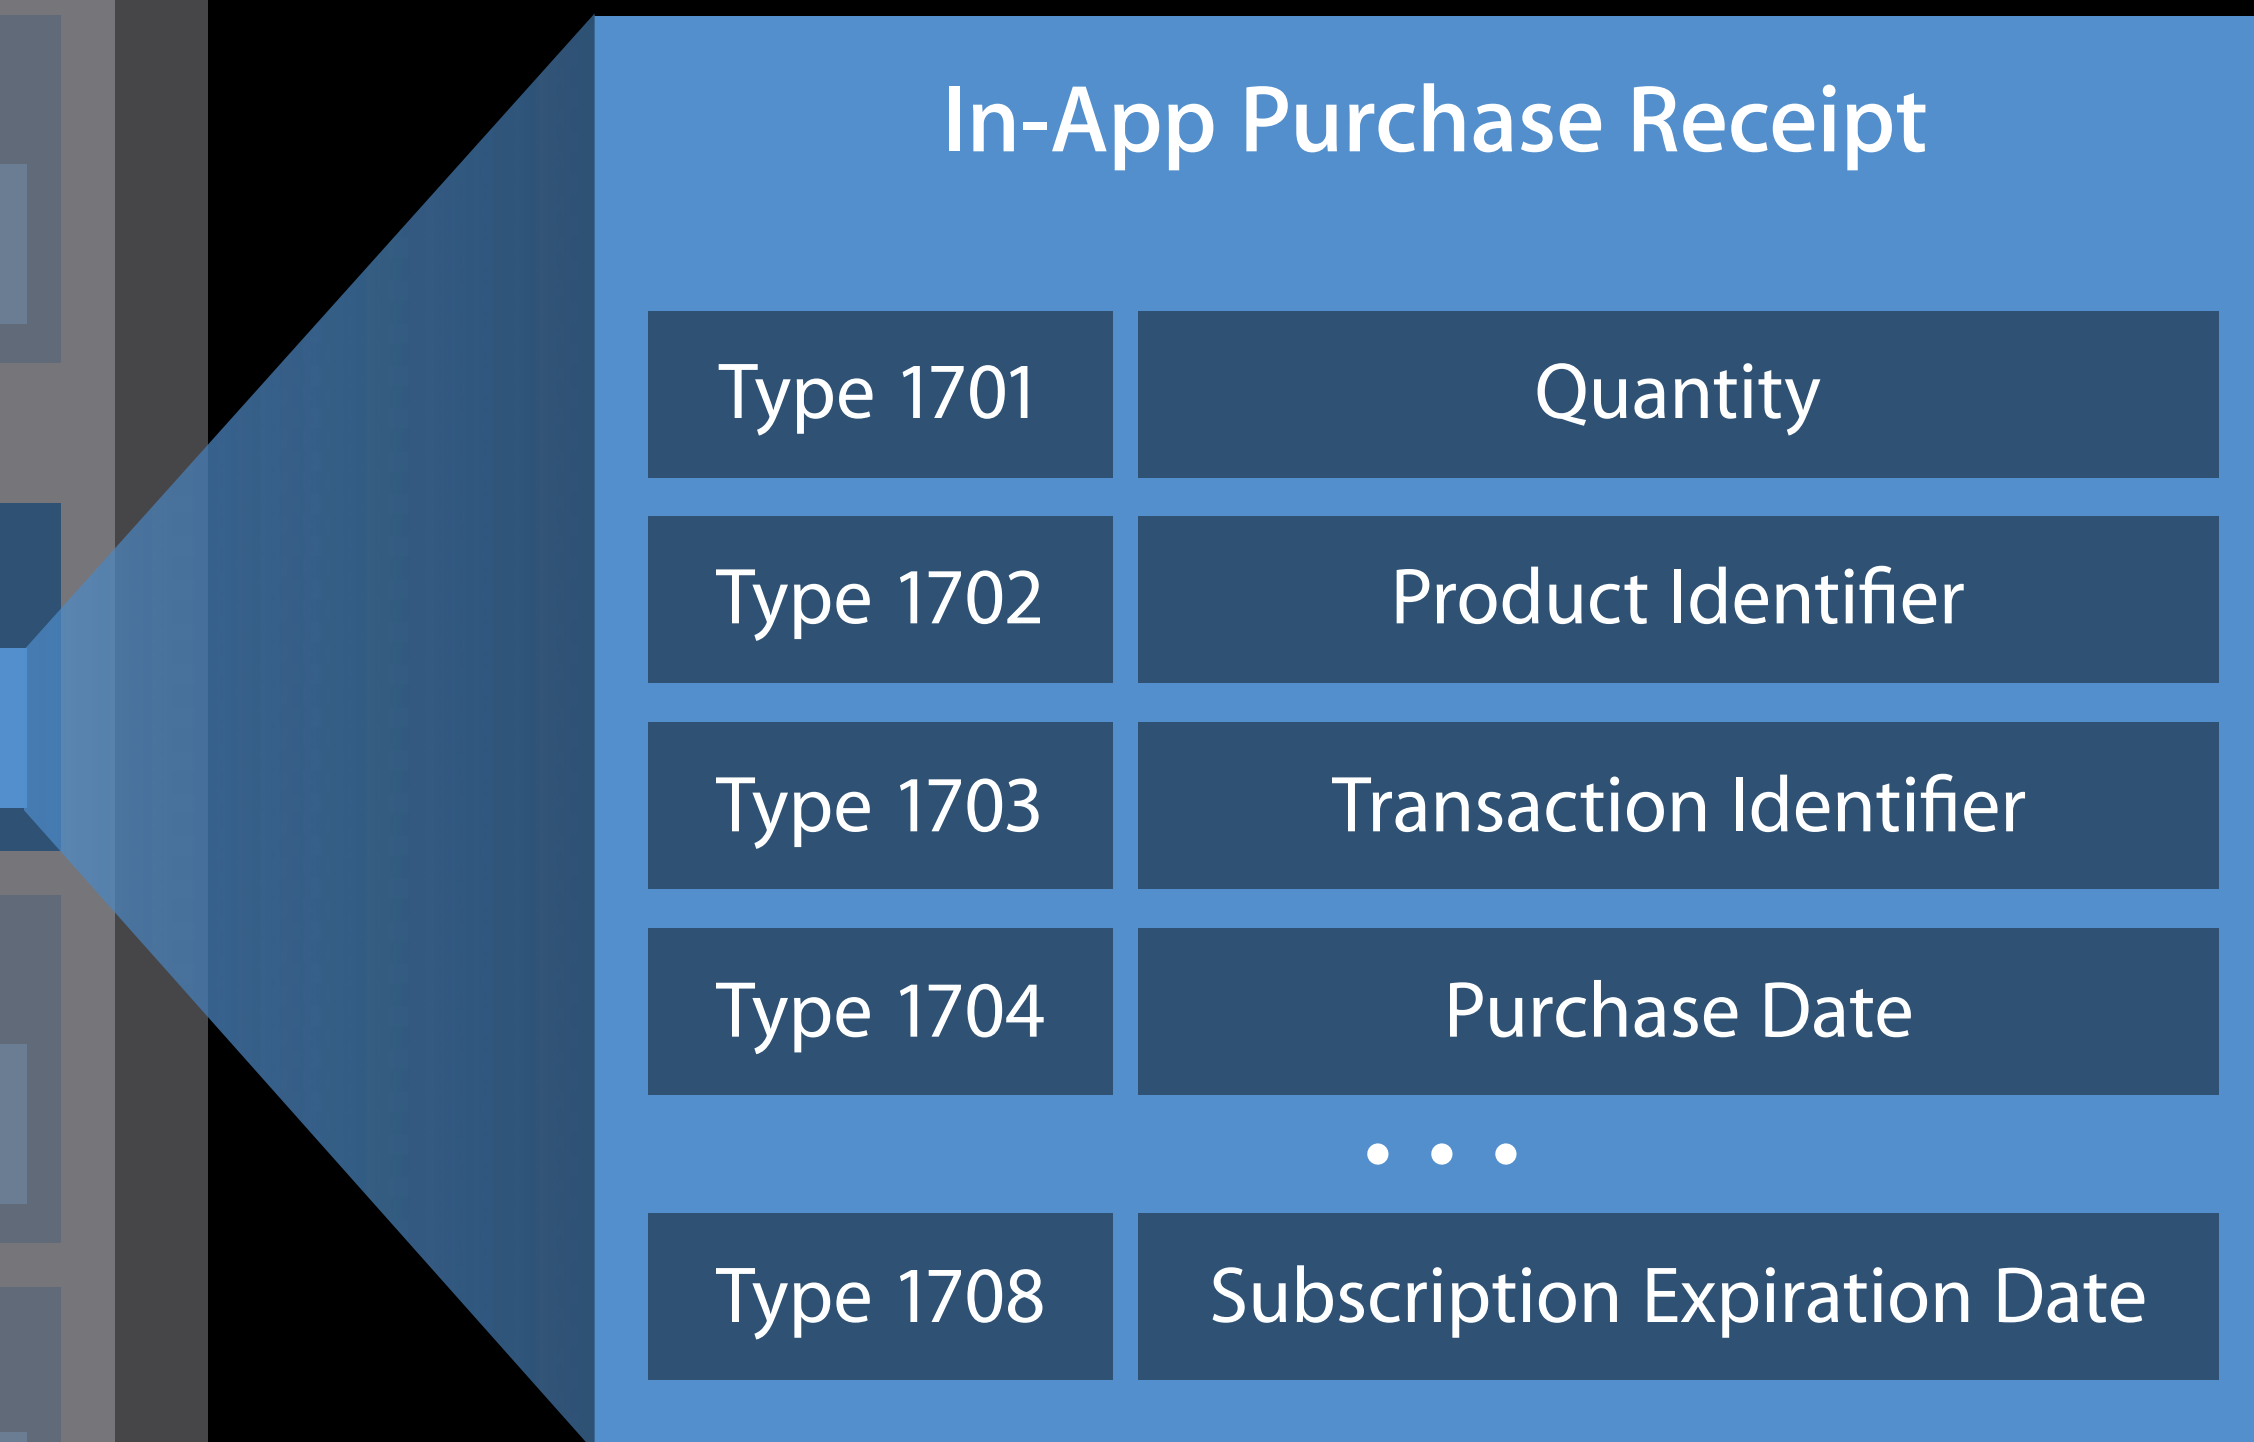 In-App Purchase Receipt
Type 1701 Quantity
Type 1702 Product Identifier
Type 1703 Transaction Identifier
Type 1704 Purchase Date
• • •
Type 1708 Subscription Expiration Date